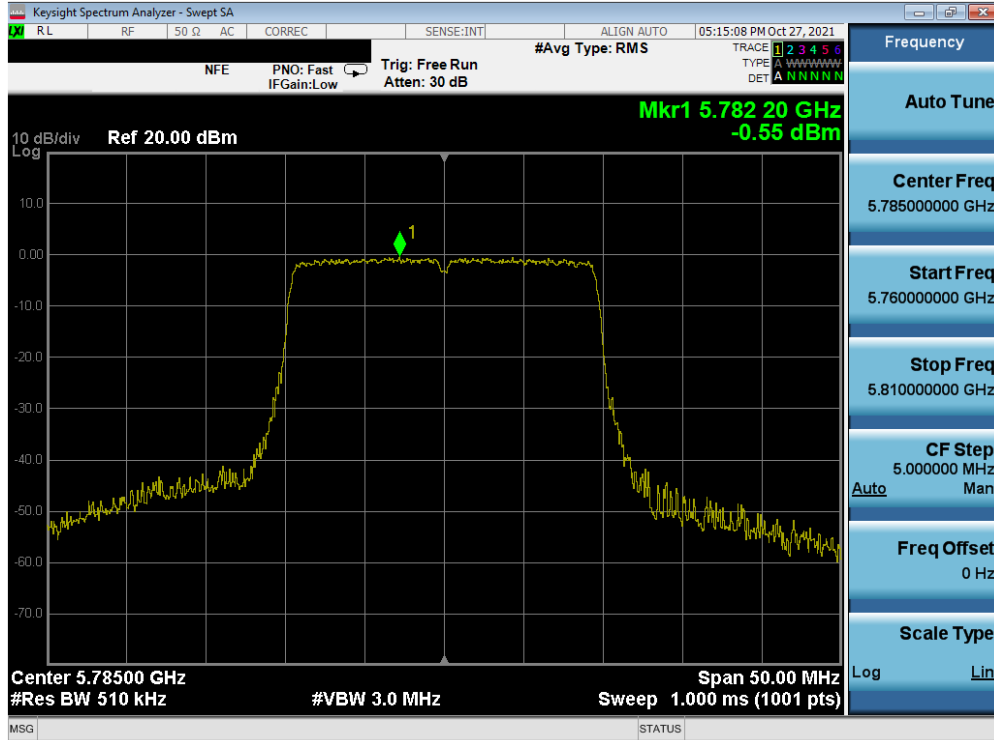 Keysight Spectrum Analyzer - Swept SA
LXI RL RF 50 Ω AC CORREC SENSE:INT ALIGN AUTO 05:15:08 PM Oct 27, 2021
NFE PNO: Fast IFGain:Low
Trig: Free Run
Atten: 30 dB
#Avg Type: RMS
TRACE 1 2 3 4 5 6
TYPE A WWWWW
DET A N N N N N
Mkr1 5.782 20 GHz
-0.55 dBm
10 dB/div Ref 20.00 dBm
Log
10.0
1
0.00
-10.0
-20.0
-30.0
-40.0
-50.0
-60.0
-70.0
Center 5.78500 GHz Span 50.00 MHz
#Res BW 510 kHz #VBW 3.0 MHz Sweep 1.000 ms (1001 pts)
MSG STATUS
Frequency
Auto Tune
Center Freq
5.785000000 GHz
Start Freq
5.760000000 GHz
Stop Freq
5.810000000 GHz
CF Step
5.000000 MHz
Auto Man
Freq Offset
0 Hz
Scale Type
Log Lin